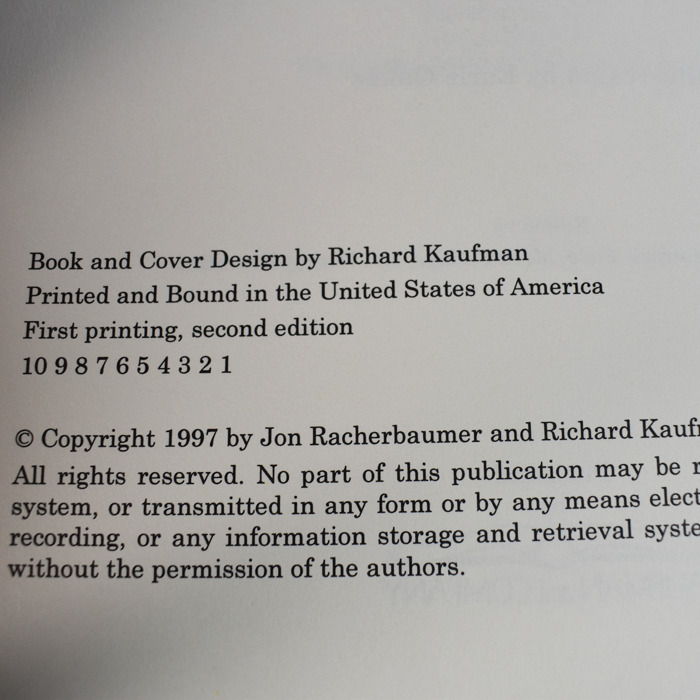 Book and Cover Design by Richard Kaufman
Printed and Bound in the United States of America
First printing, second edition
10 9 8 7 6 5 4 3 2 1
© Copyright 1997 by Jon Racherbaumer and Richard Kauf
All rights reserved. No part of this publication may be r
system, or transmitted in any form or by any means elect
recording, or any information storage and retrieval syste
without the permission of the authors.